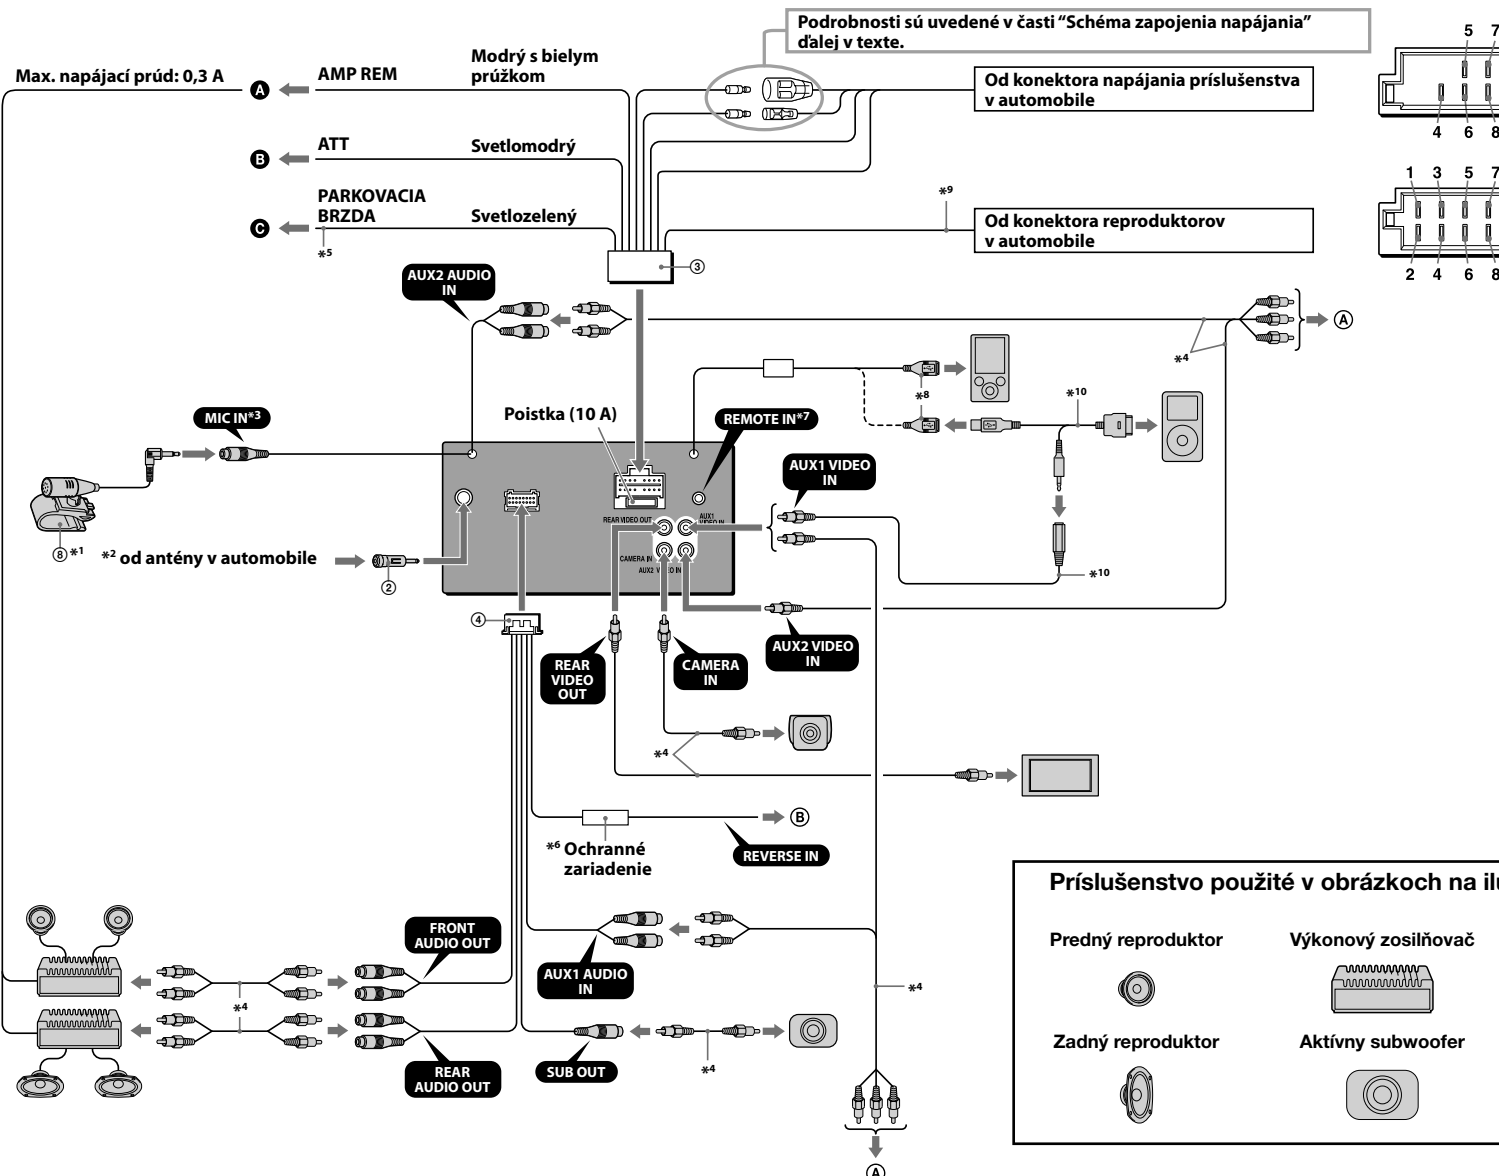 Podrobnosti sú uvedené v časti “Schéma zapojenia napájania”
ďalej v texte.
5 7
Max. napájací prúd: 0,3 A
A
AMP REM
Modrý s bielym
prúžkom
Od konektora napájania príslušenstva
v automobile
4 6 8
B
ATT
Svetlomodrý
1 3 5 7
PARKOVACIA
BRZDA
C
Svetlozelený
*5
*9
Od konektora reproduktorov
v automobile
2 4 6 8
3
AUX2 AUDIO
IN
A
*4
*8
*10
MIC IN*3
Poistka (10 A)
REMOTE IN*7
AUX1 VIDEO
IN
REAR VIDEO OUT
AUX1
VIDEO IN
CAMERA IN
AUX2 VIDEO IN
8 *1
*2 od antény v automobile
2
*10
4
REAR
VIDEO
OUT
CAMERA
IN
AUX2 VIDEO
IN
*4
B
*6 Ochranné
zariadenie
REVERSE IN
Príslušenstvo použité v obrázkoch na ilu
FRONT
AUDIO OUT
Predný reproduktor
Výkonový zosilňovač
AUX1 AUDIO
IN
*4
*4
Zadný reproduktor
Aktívny subwoofer
REAR
AUDIO OUT
SUB OUT
*4
A